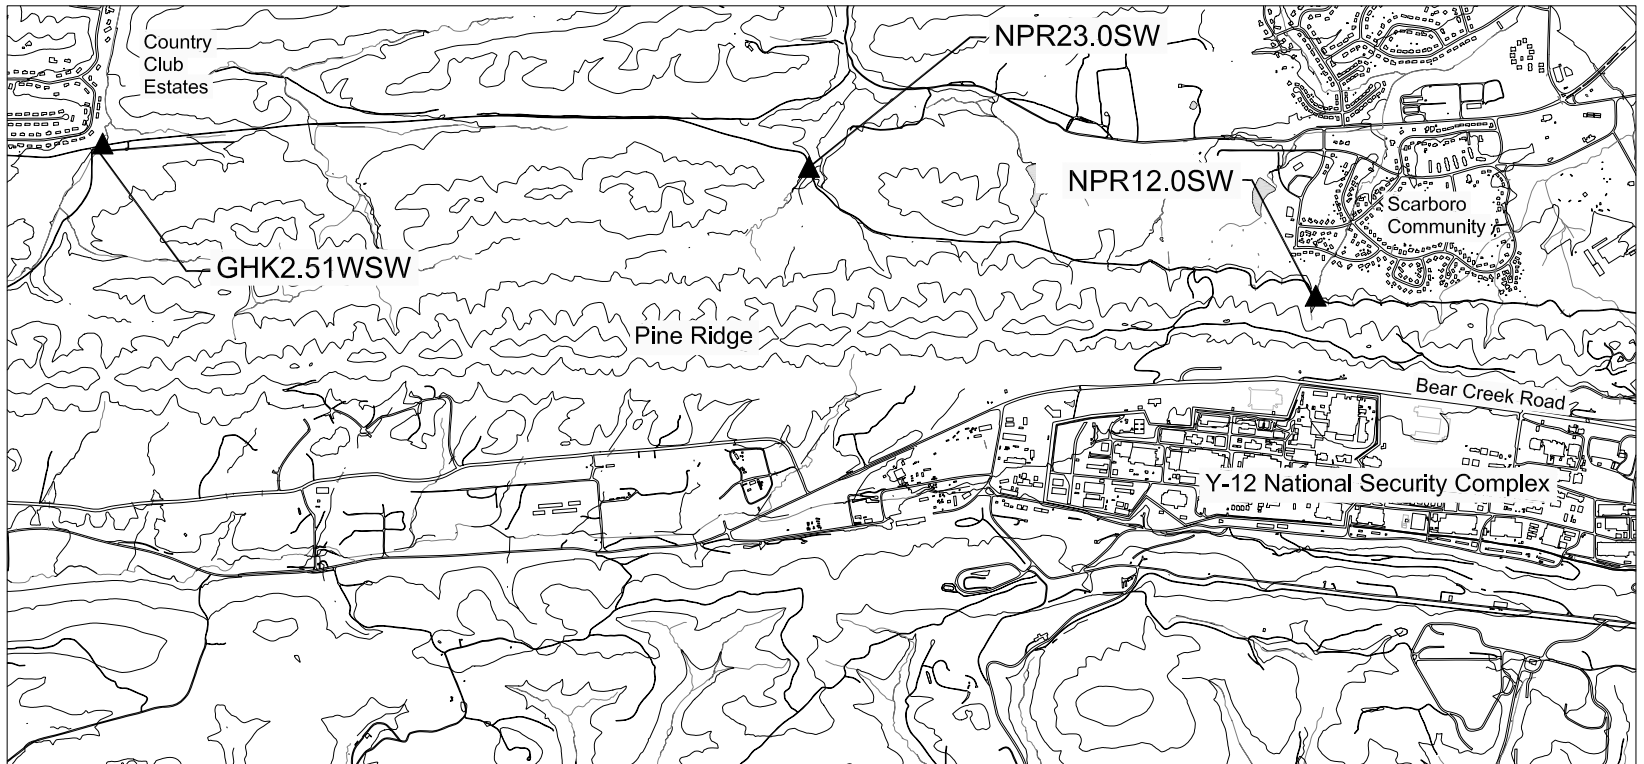 Country
Club
Estates
NPR23.0SW
NPR12.0SW
Scarboro
Community
GHK2.51WSW
Pine Ridge
Bear Creek Road
Y-12 National Security Complex